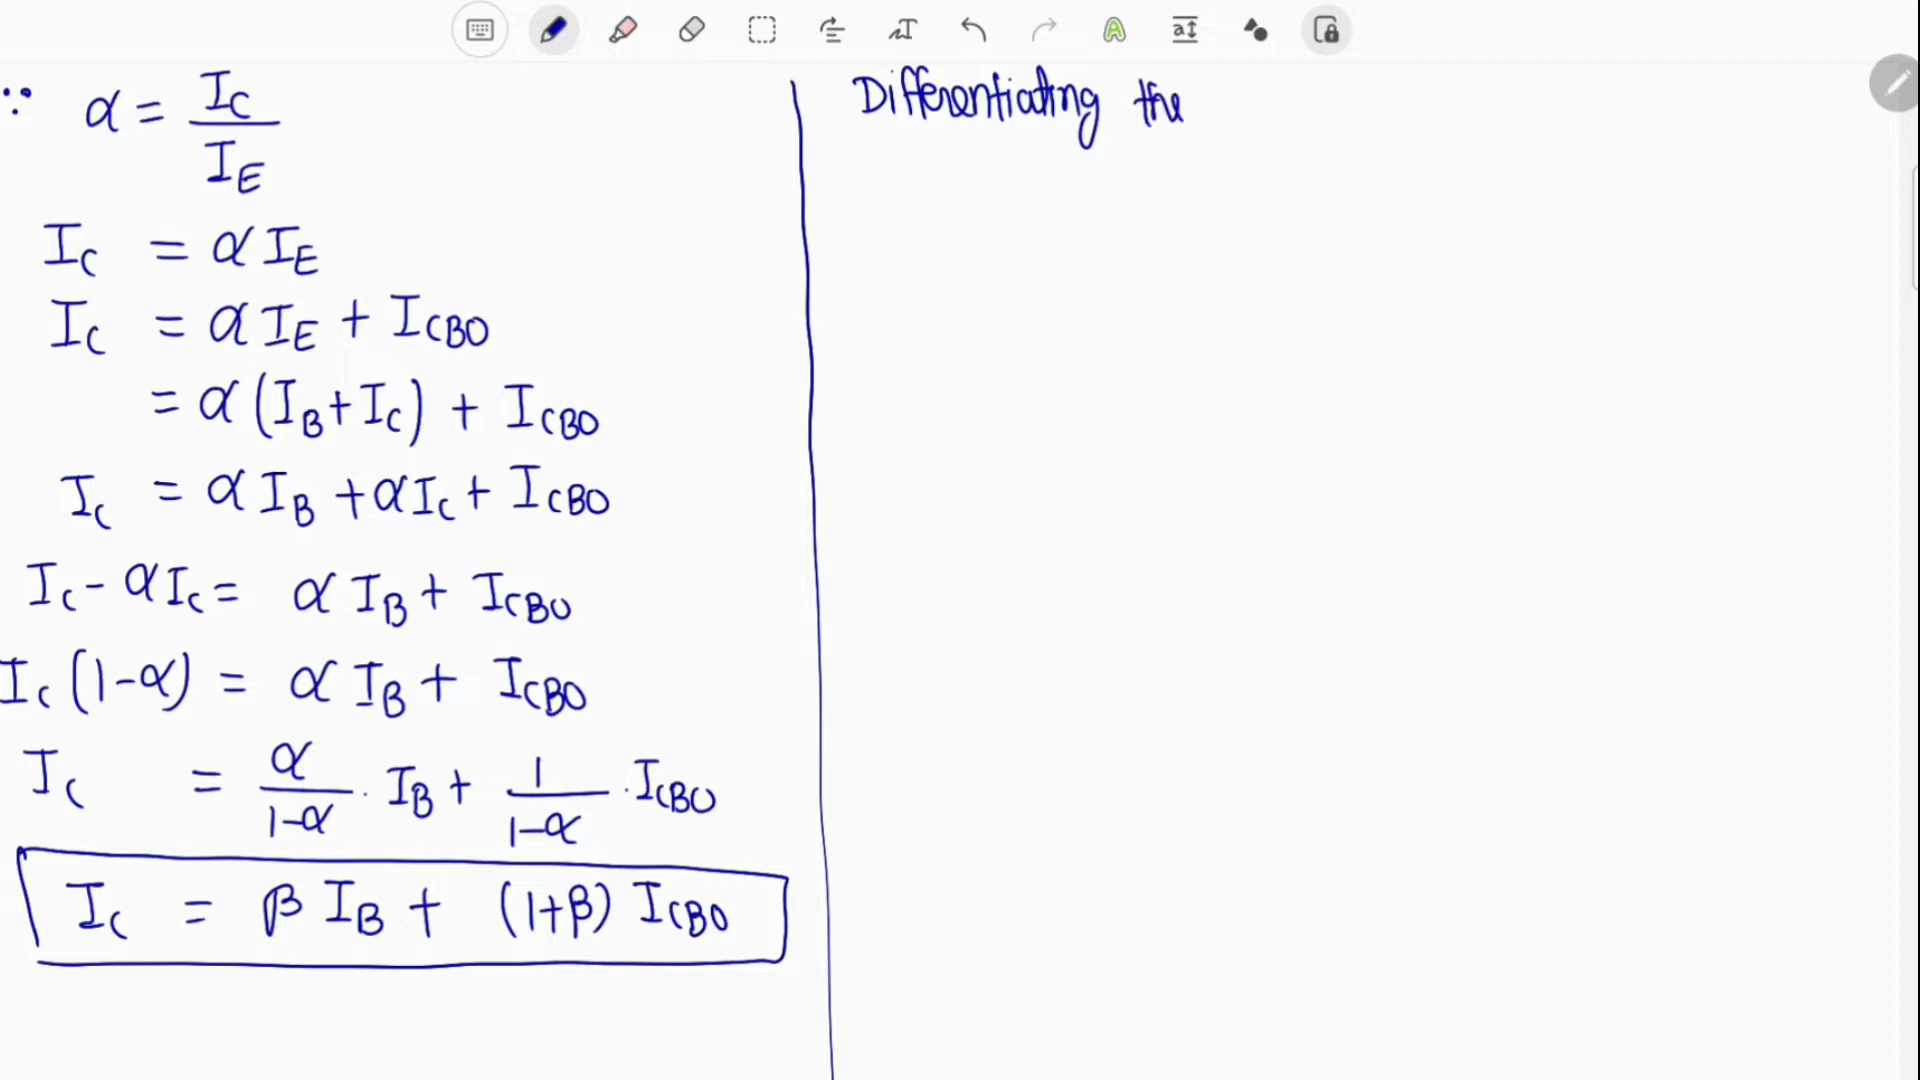 ∵ α = I_C / I_E
I_C = α I_E
I_C = α I_E + I_CBO
= α (I_B + I_C) + I_CBO
I_C = α I_B + α I_C + I_CBO
I_C - α I_C = α I_B + I_CBO
I_C (1-α) = α I_B + I_CBO
I_C = α / 1-α . I_B + 1 / 1-α . I_CBO
I_C = β I_B + (1+β) I_CBO
Differentiating the